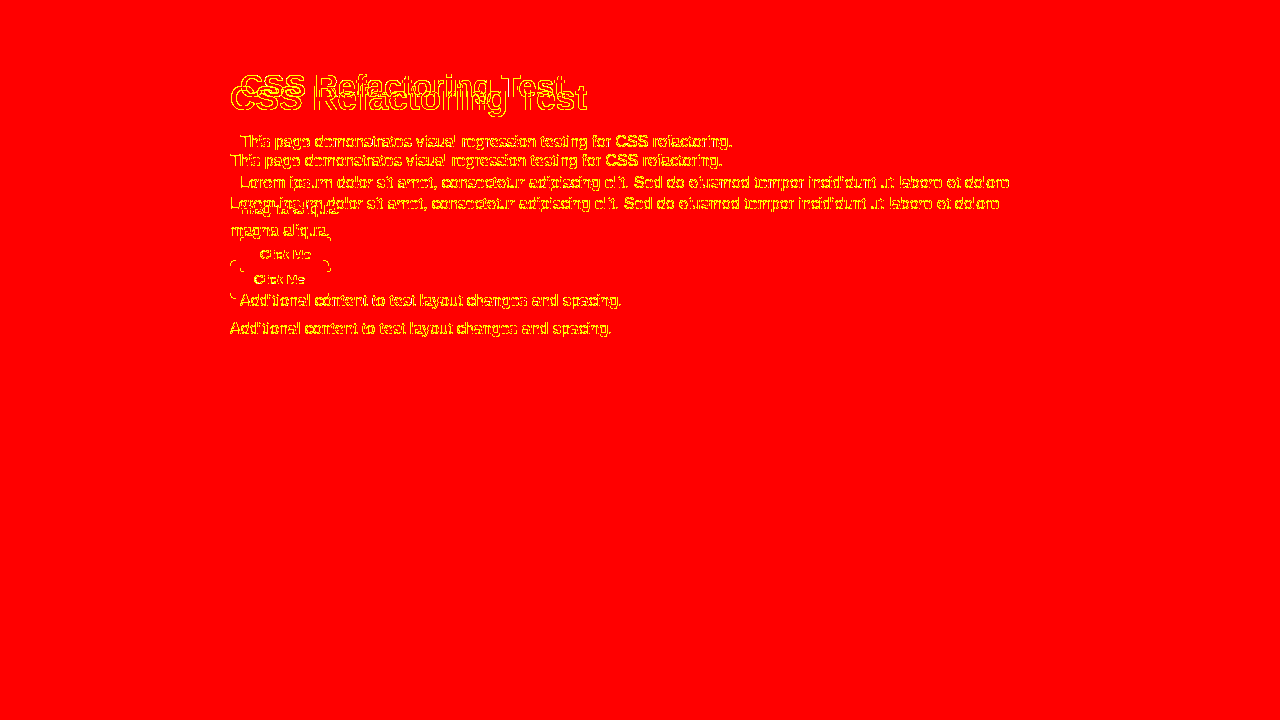 CSS Refactoring Test
CSS Refactoring Test
This page demonstrates visual regression testing for CSS refactoring.
This page demonstrates visual regression testing for CSS refactoring.
Lorem ipsum dolor sit amet, consectetur adipiscing elit. Sed do eiusmod tempor incididunt ut labore et dolore
magna aliqua.
Lorem ipsum dolor sit amet, consectetur adipiscing elit. Sed do eiusmod tempor incididunt ut labore et dolore
magna aliqua.
Click Me
Click Me
Additional content to test layout changes and spacing.
Additional content to test layout changes and spacing.